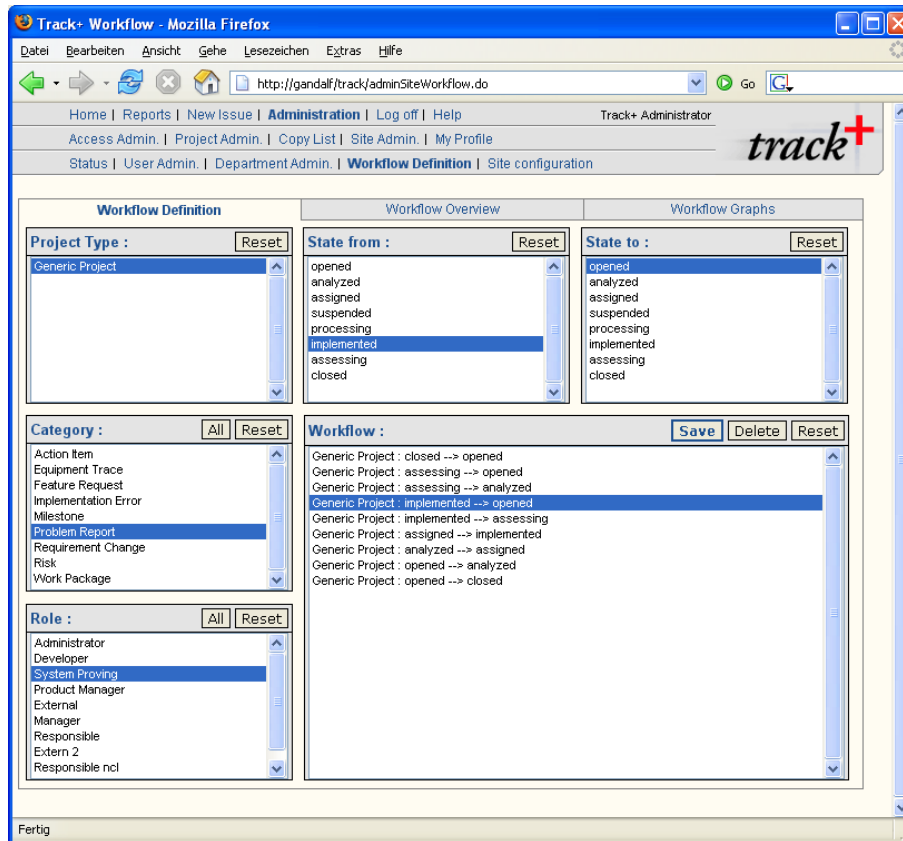 Track+ Workflow - Mozilla Firefox
Datei Bearbeiten Ansicht Gehe Lesezeichen Extras Hilfe
http://gandalf/track/adminSiteWorkflow.do Go G
Home | Reports | New Issue | Administration | Log off | Help Track+ Administrator
Access Admin. | Project Admin. | Copy List | Site Admin. | My Profile
Status | User Admin. | Department Admin. | Workflow Definition | Site configuration
track+
Workflow Definition Workflow Overview Workflow Graphs
Project Type : Reset
Generic Project
State from : Reset
opened
analyzed
assigned
suspended
processing
implemented
assessing
closed
State to : Reset
opened
analyzed
assigned
suspended
processing
implemented
assessing
closed
Category : All Reset
Action Item
Equipment Trace
Feature Request
Implementation Error
Milestone
Problem Report
Requirement Change
Risk
Work Package
Workflow : Save Delete Reset
Generic Project : closed --> opened
Generic Project : assessing --> opened
Generic Project : assessing --> analyzed
Generic Project : implemented --> opened
Generic Project : implemented --> assessing
Generic Project : assigned --> implemented
Generic Project : analyzed --> assigned
Generic Project : opened --> analyzed
Generic Project : opened --> closed
Role : All Reset
Administrator
Developer
System Proving
Product Manager
External
Manager
Responsible
Extern 2
Responsible ncl
Fertig